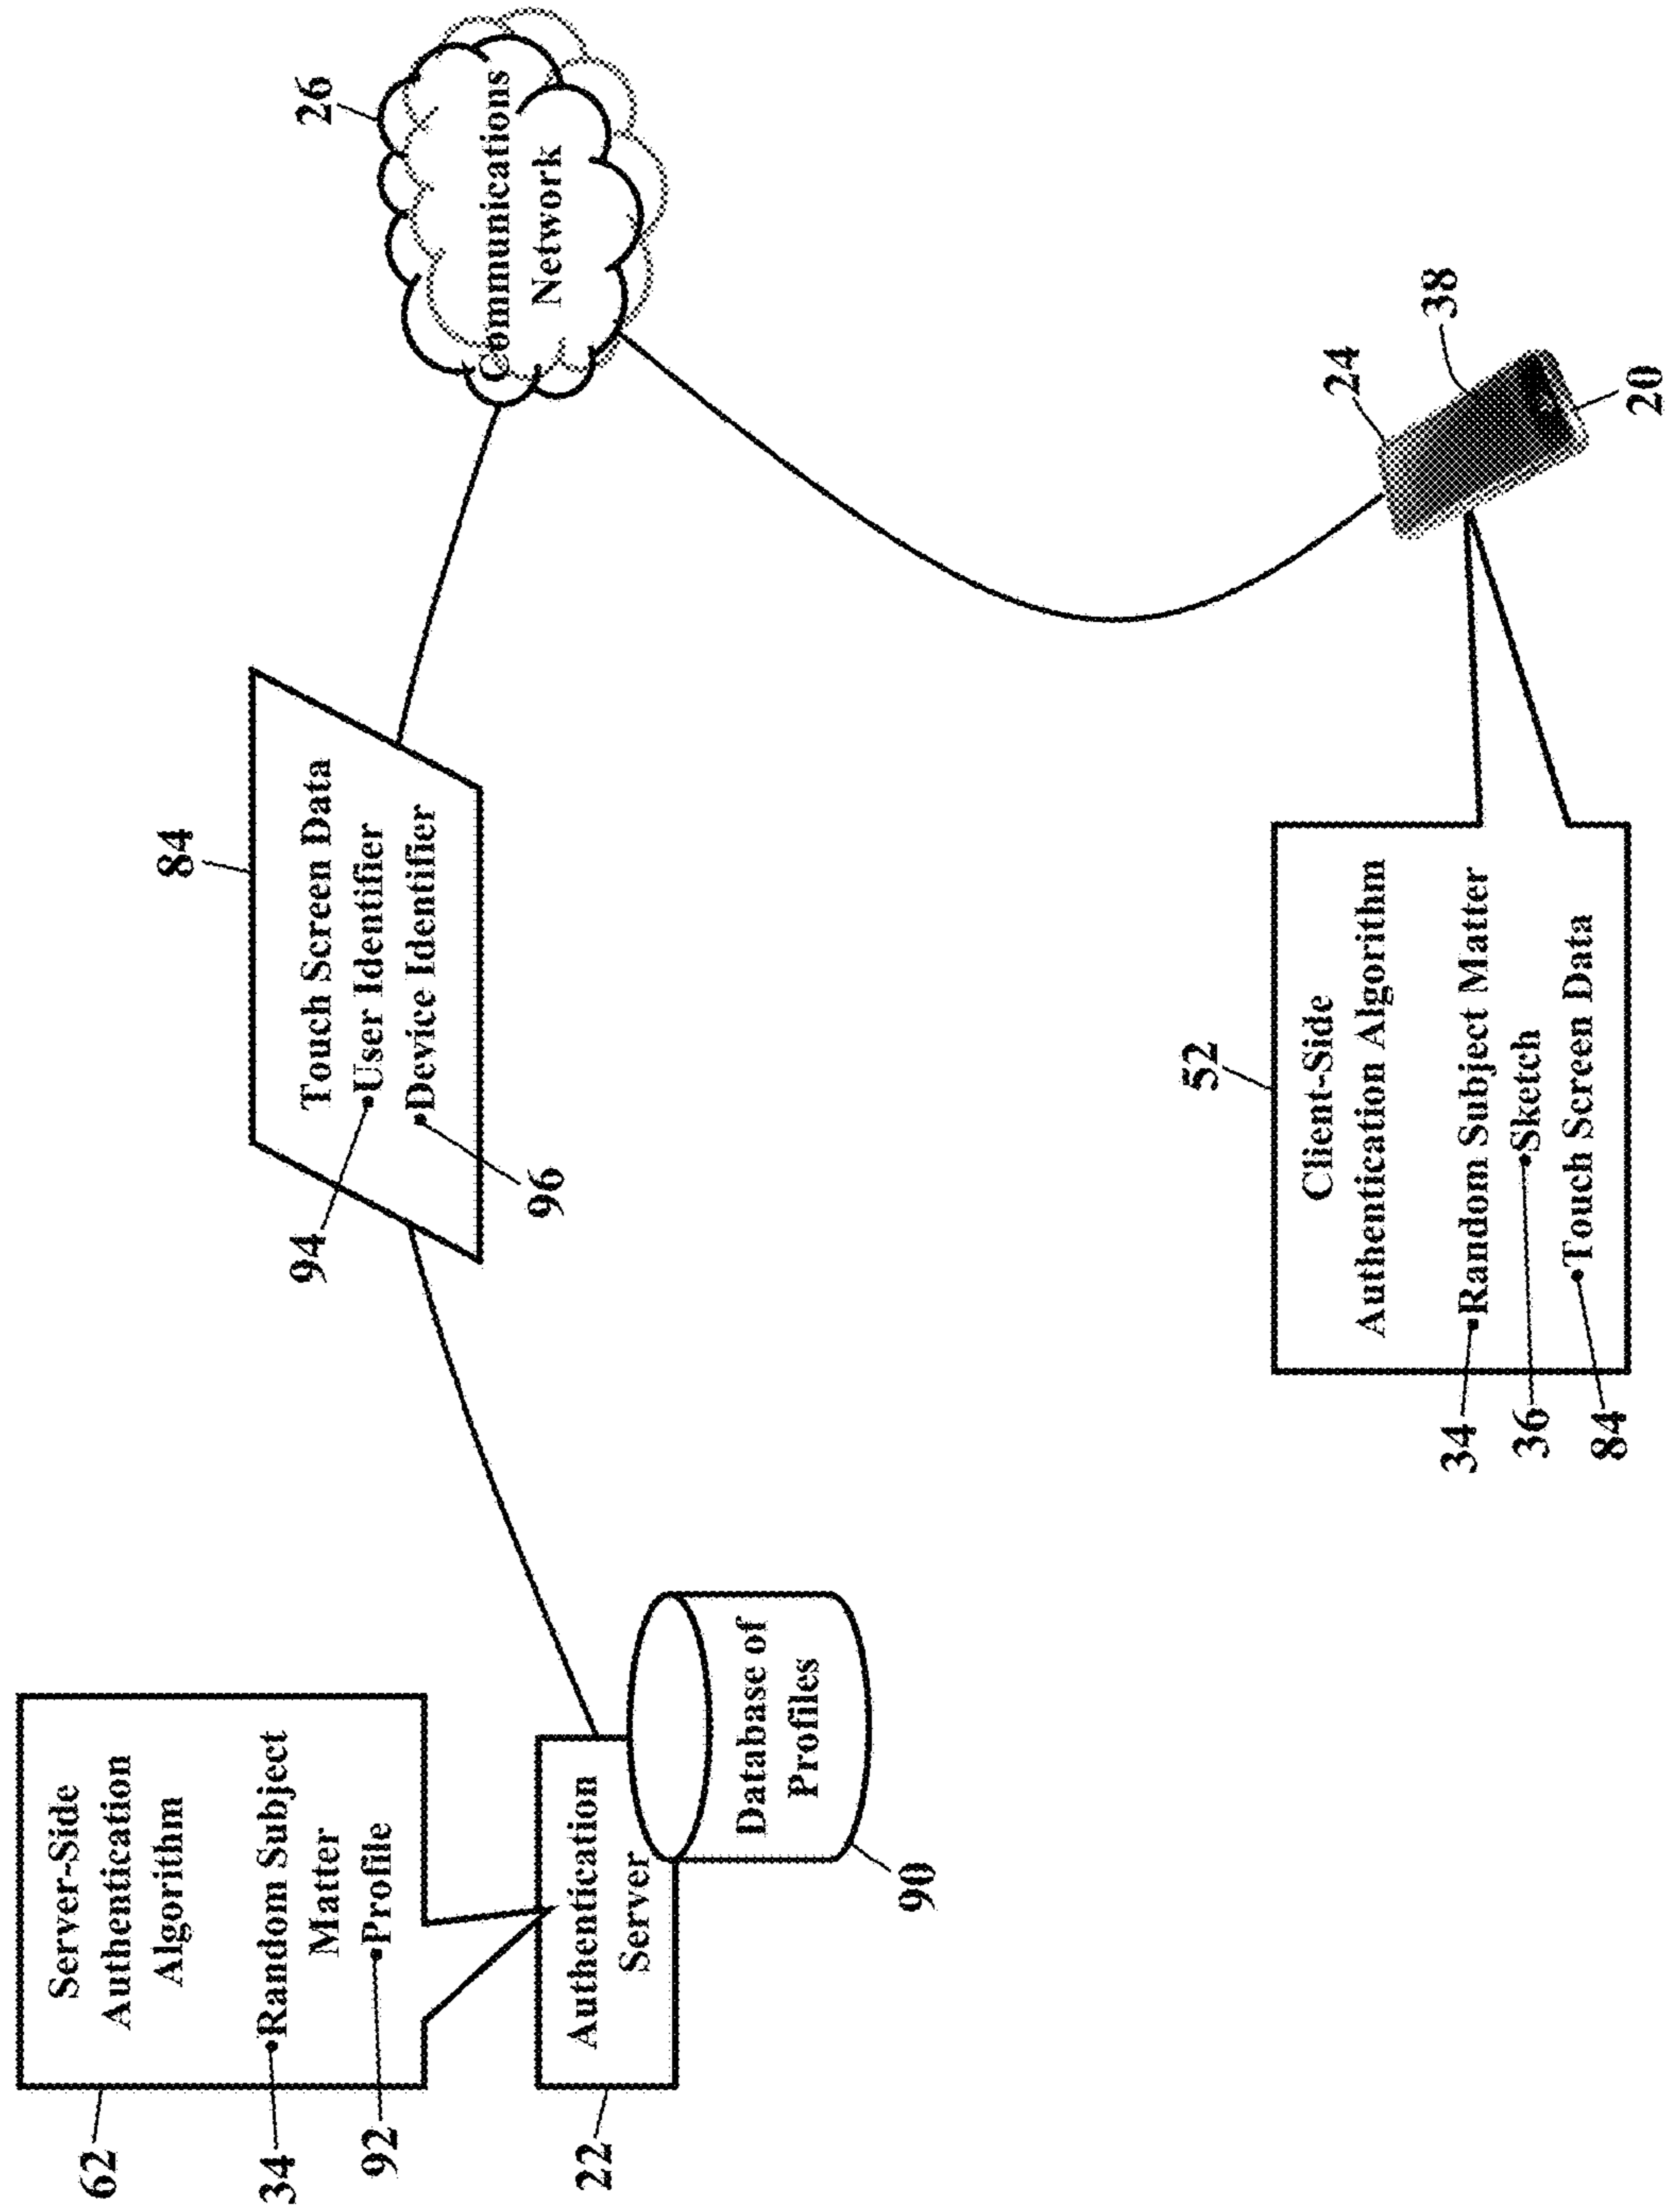 62
Server-Side
Authentication
Algorithm
34
•Random Subject
Matter
92
•Profile
22
Authentication
Server
Database of
Profiles
90
84
Touch Screen Data
94
•User Identifier
•Device Identifier
96
26
Communications
Network
52
Client-Side
Authentication Algorithm
34
•Random Subject Matter
36
•Sketch
84
•Touch Screen Data
24
38
20